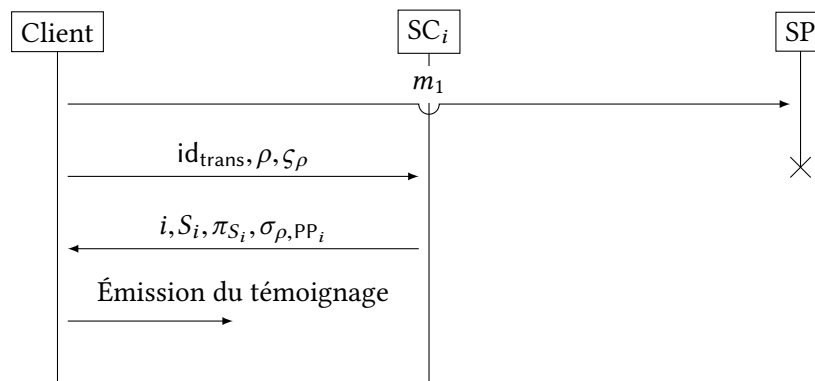 Client SC_i SP
m_1
id_trans, ρ, ς_ρ
i, S_i, π_{S_i}, σ_{ρ,PP_i}
Émission du témoignage